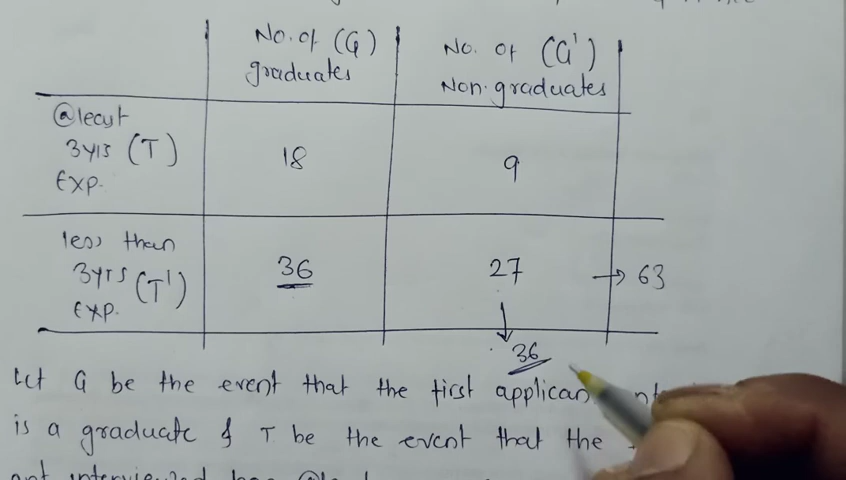 No. of (G)
graduates
No. of (G')
Non-graduates
@least
3yrs (T)
Exp.
18
9
less than
3yrs (T')
Exp.
36
27
→ 63
36
Let G be the event that the first applican
is a graduate & T be the event that the